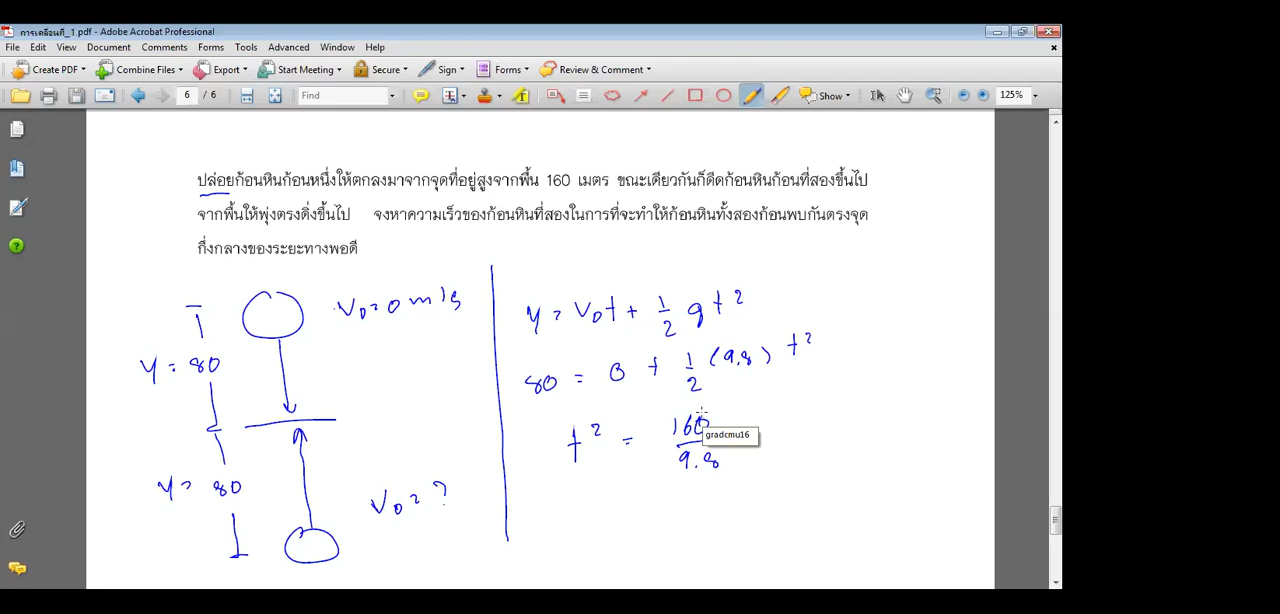 การเคลื่อนที่_1.pdf - Adobe Acrobat Professional
File Edit View Document Comments Forms Tools Advanced Window Help
Create PDF Combine Files Export Start Meeting Secure Sign Forms Review & Comment
6 / 6 Find Show 125%
ปล่อยก้อนหินก้อนหนึ่งให้ตกลงมาจากจุดที่อยู่สูงจากพื้น 160 เมตร ขณะเดียวกันก็ดีดก้อนหินก้อนที่สองขึ้นไป
จากพื้นให้พุ่งตรงดิ่งขึ้นไป จงหาความเร็วของก้อนหินที่สองในการที่จะทำให้ก้อนหินทั้งสองก้อนพบกันตรงจุด
กึ่งกลางของระยะทางพอดี
V0 = 0 m/s
y = 80
y = 80
V0 = ?
y = V0t + 1/2 gt²
80 = 0 + 1/2 (9.8) t²
t² = 160/9.8
gradcmu16